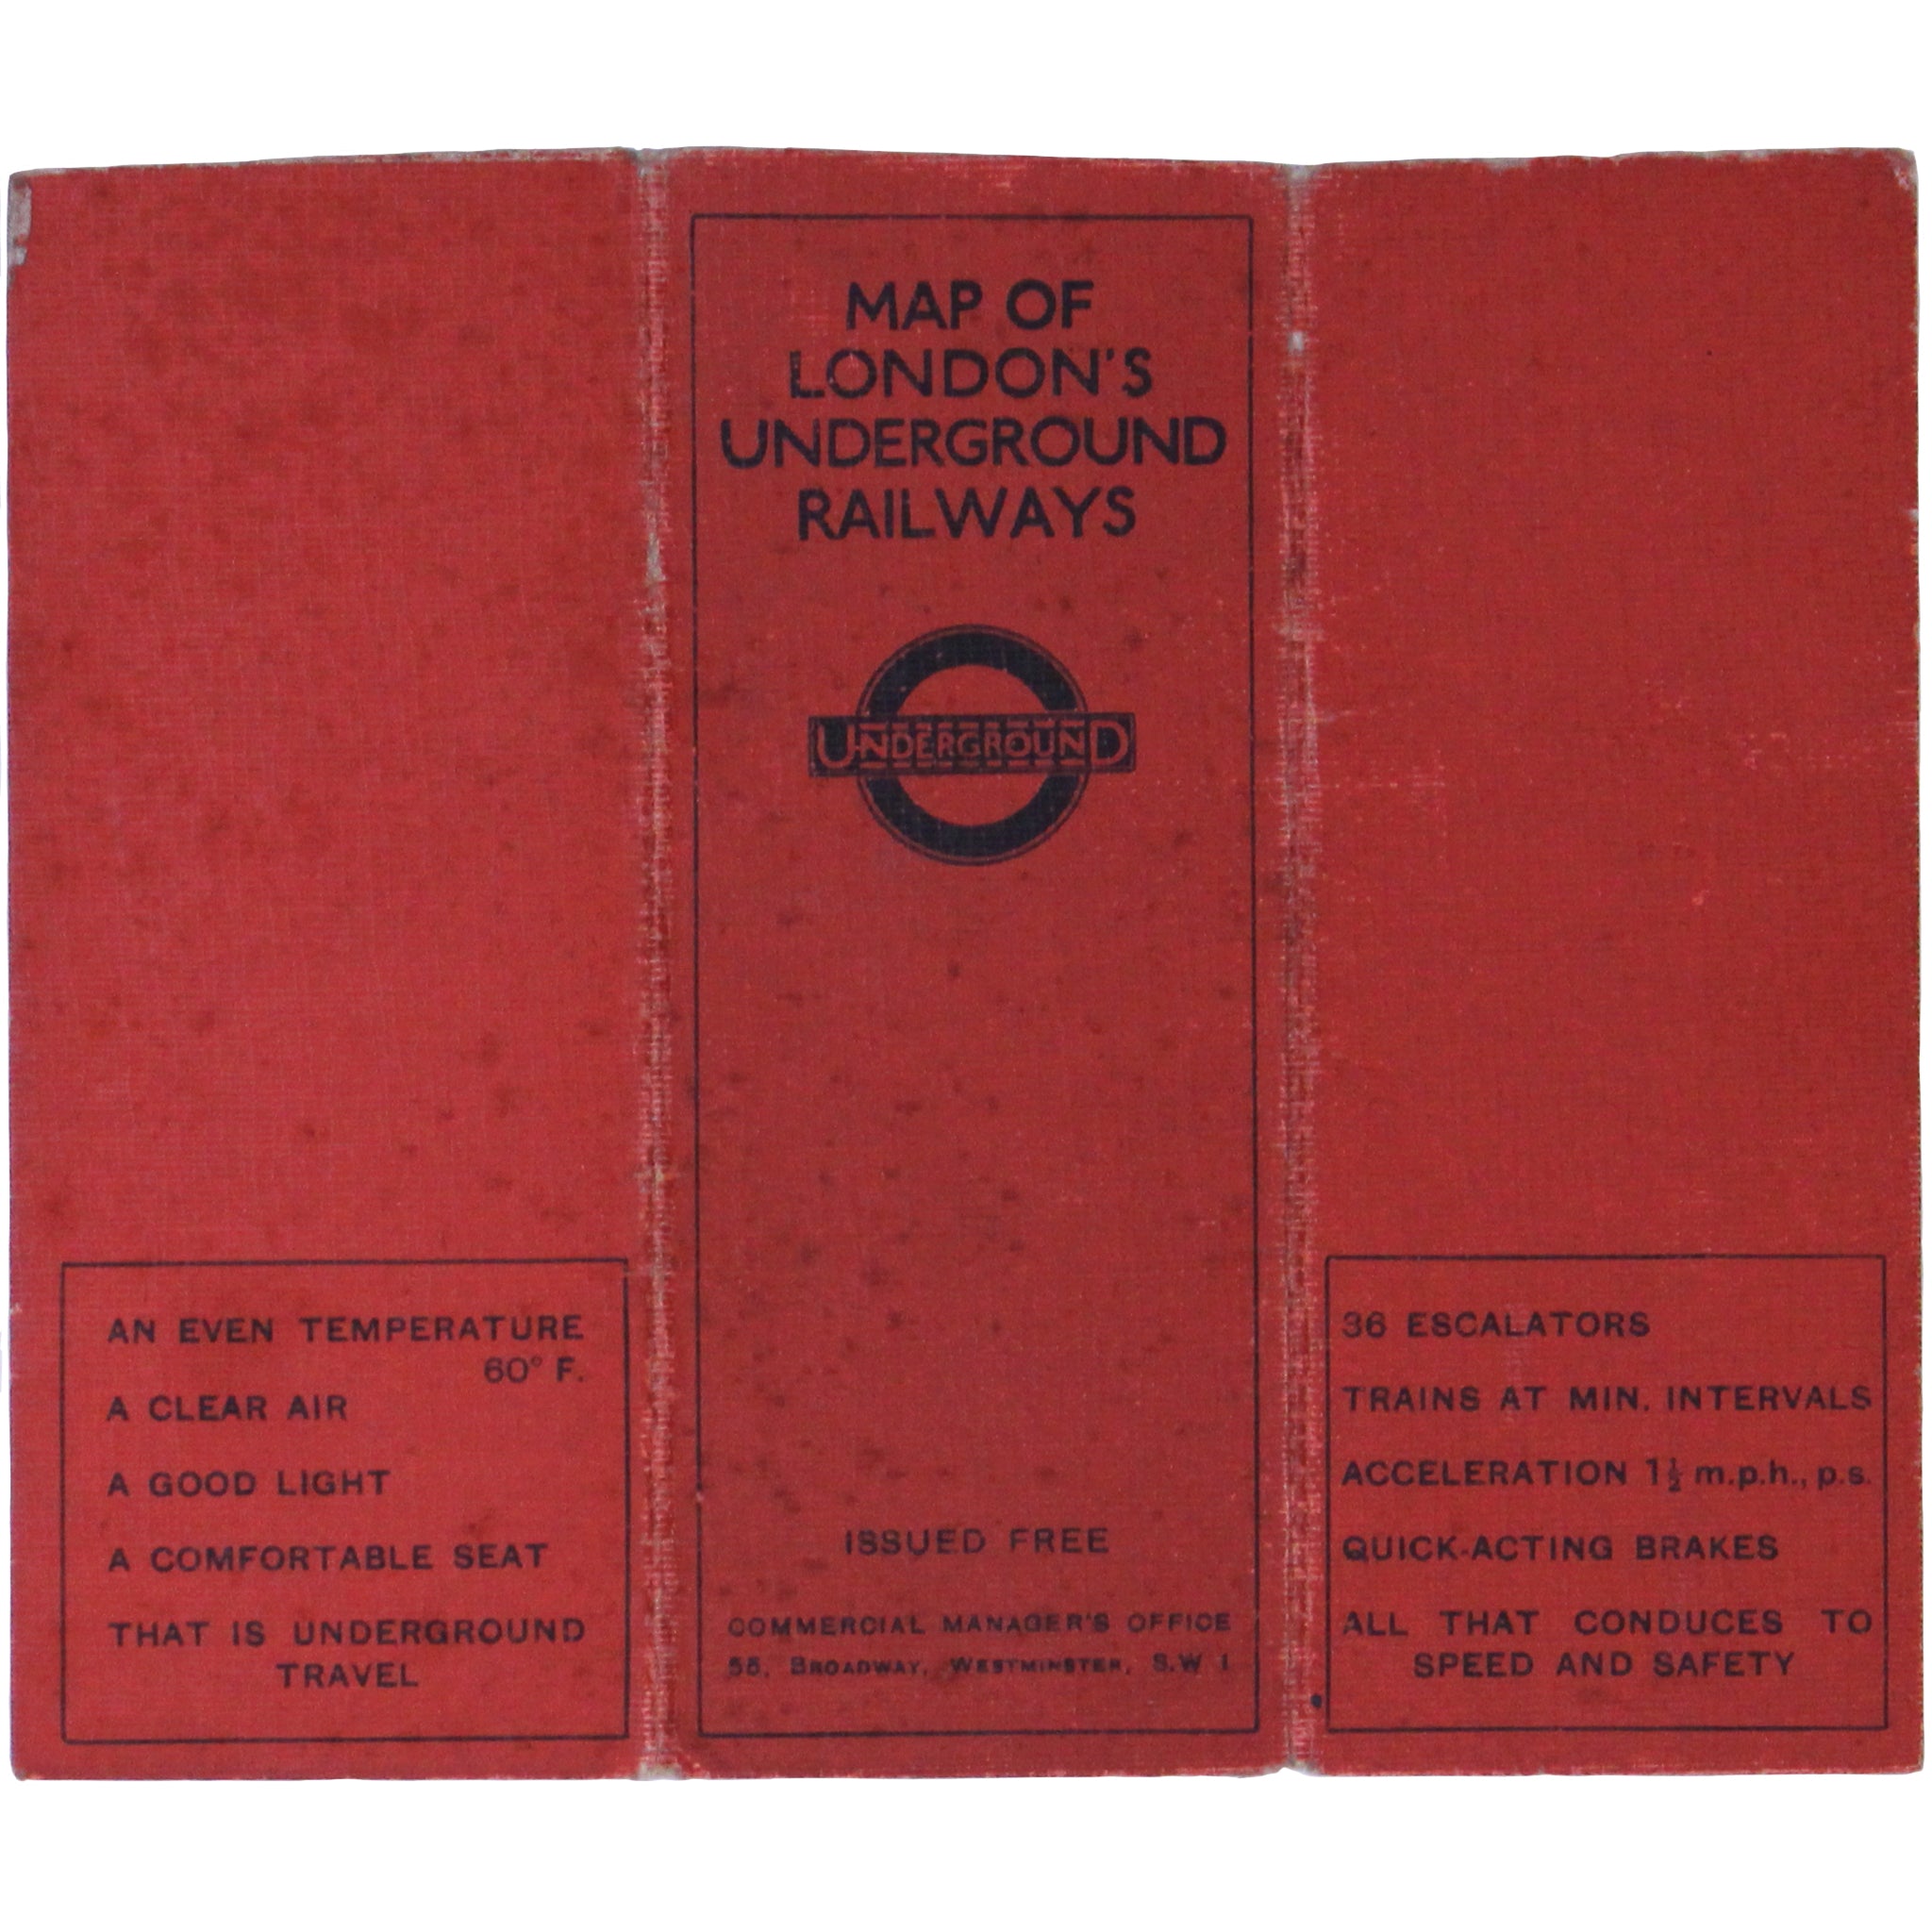 AN EVEN TEMPERATURE
60° F.
A CLEAR AIR
A GOOD LIGHT
A COMFORTABLE SEAT
THAT IS UNDERGROUND
TRAVEL
MAP OF
LONDON'S
UNDERGROUND
RAILWAYS
UNDERGROUND
ISSUED FREE
COMMERCIAL MANAGER'S OFFICE
55, BROADWAY, WESTMINSTER, S.W 1
36 ESCALATORS
TRAINS AT MIN. INTERVALS
ACCELERATION 1½ m.p.h., p.s.
QUICK-ACTING BRAKES
ALL THAT CONDUCES TO
SPEED AND SAFETY